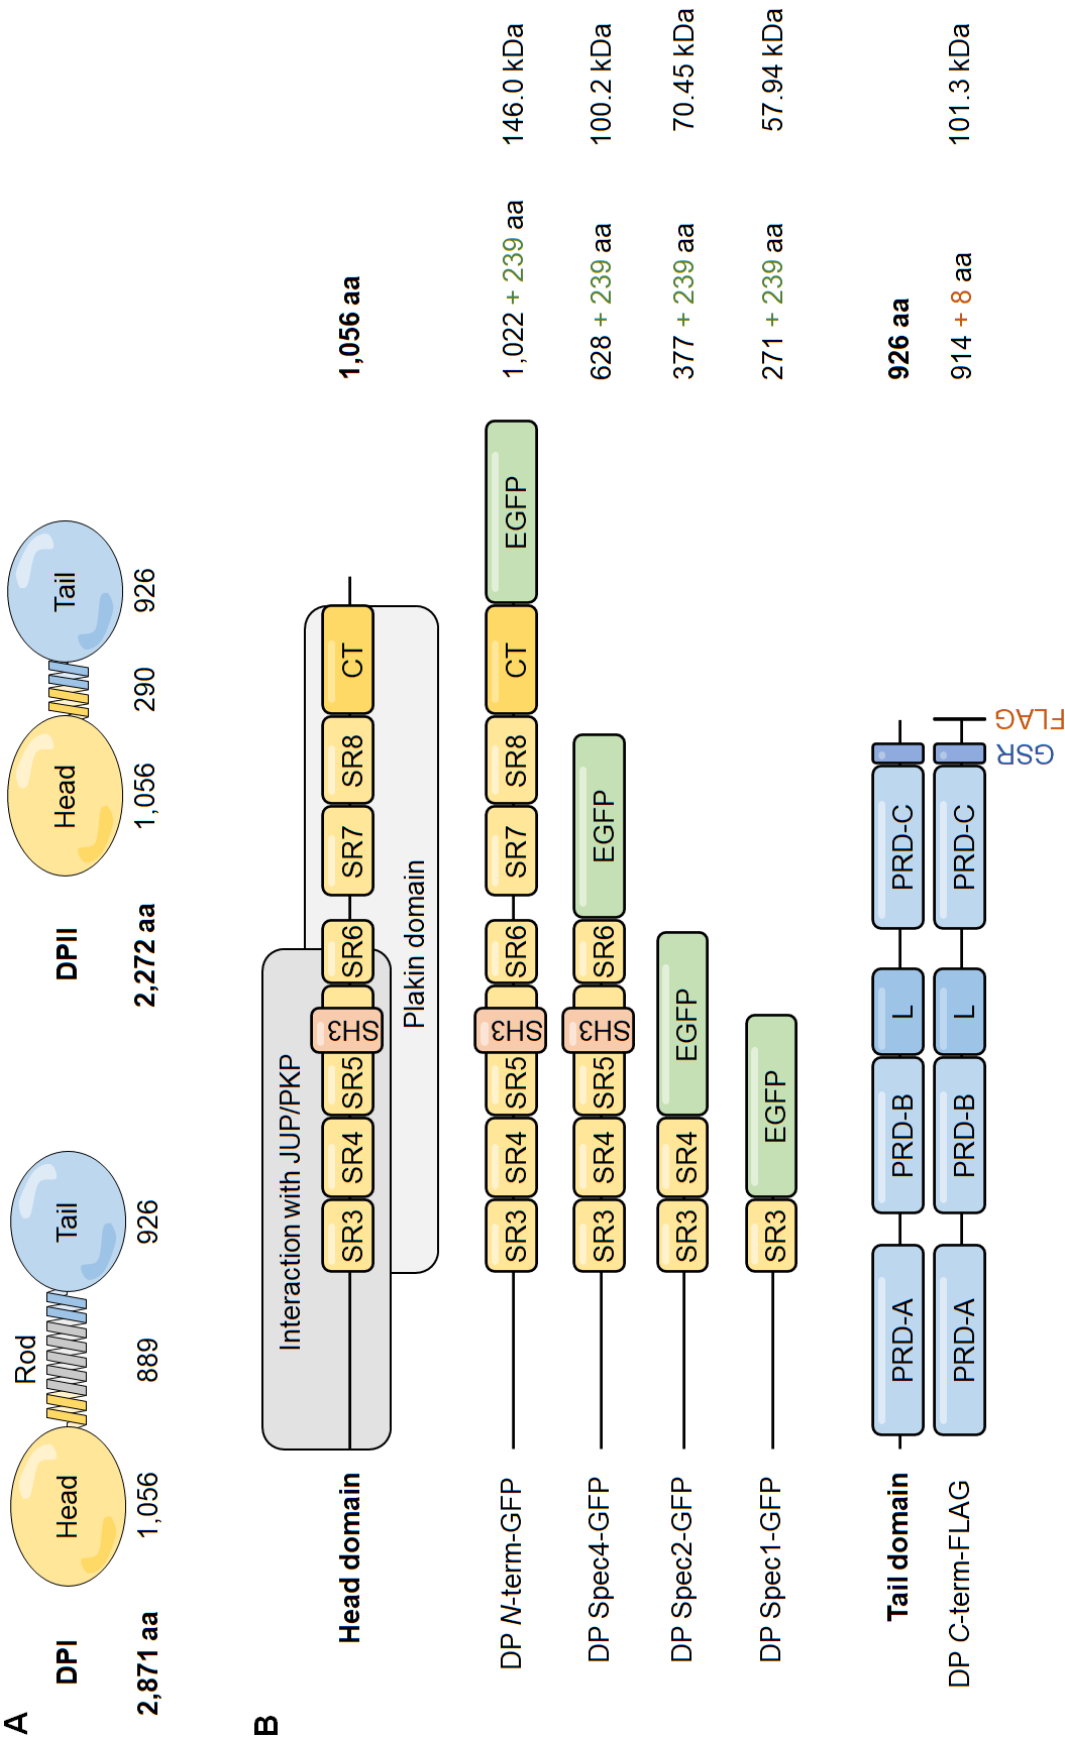 A
DPI
Head
Rod
Tail
2,871 aa
1,056
889
926
DPII
Head
Tail
2,272 aa
1,056
290
926
B
Interaction with JUP/PKP
Head domain
SR3
SR4
SR5
SH3
SR6
SR7
SR8
CT
1,056 aa
Plakin domain
DP N-term-GFP
SR3
SR4
SR5
SH3
SR6
SR7
SR8
CT
EGFP
1,022 + 239 aa
146.0 kDa
DP Spec4-GFP
SR3
SR4
SR5
SH3
SR6
EGFP
628 + 239 aa
100.2 kDa
DP Spec2-GFP
SR3
SR4
EGFP
377 + 239 aa
70.45 kDa
DP Spec1-GFP
SR3
EGFP
271 + 239 aa
57.94 kDa
Tail domain
PRD-A
PRD-B
L
PRD-C
926 aa
DP C-term-FLAG
PRD-A
PRD-B
L
PRD-C
914 + 8 aa
101.3 kDa
GSR
FLAG